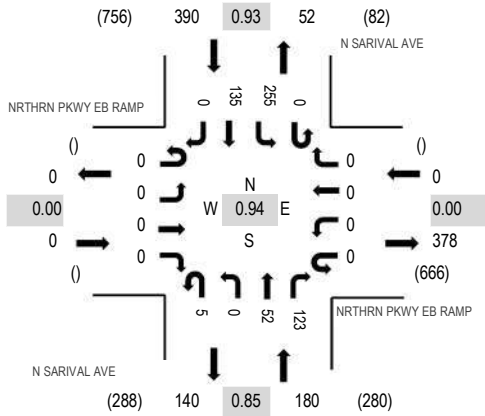 (756) 390 0.93 52 (82)
N SARIVAL AVE
0 135 255 0
NRTHRN PKWY EB RAMP
() 0 0 ()
0 0 0 0
0.00 0 N 0 0.00
W 0.94 E
0 0 S 0 378
() 0 0 (666)
5 0 52 123
NRTHRN PKWY EB RAMP
N SARIVAL AVE
(288) 140 0.85 180 (280)